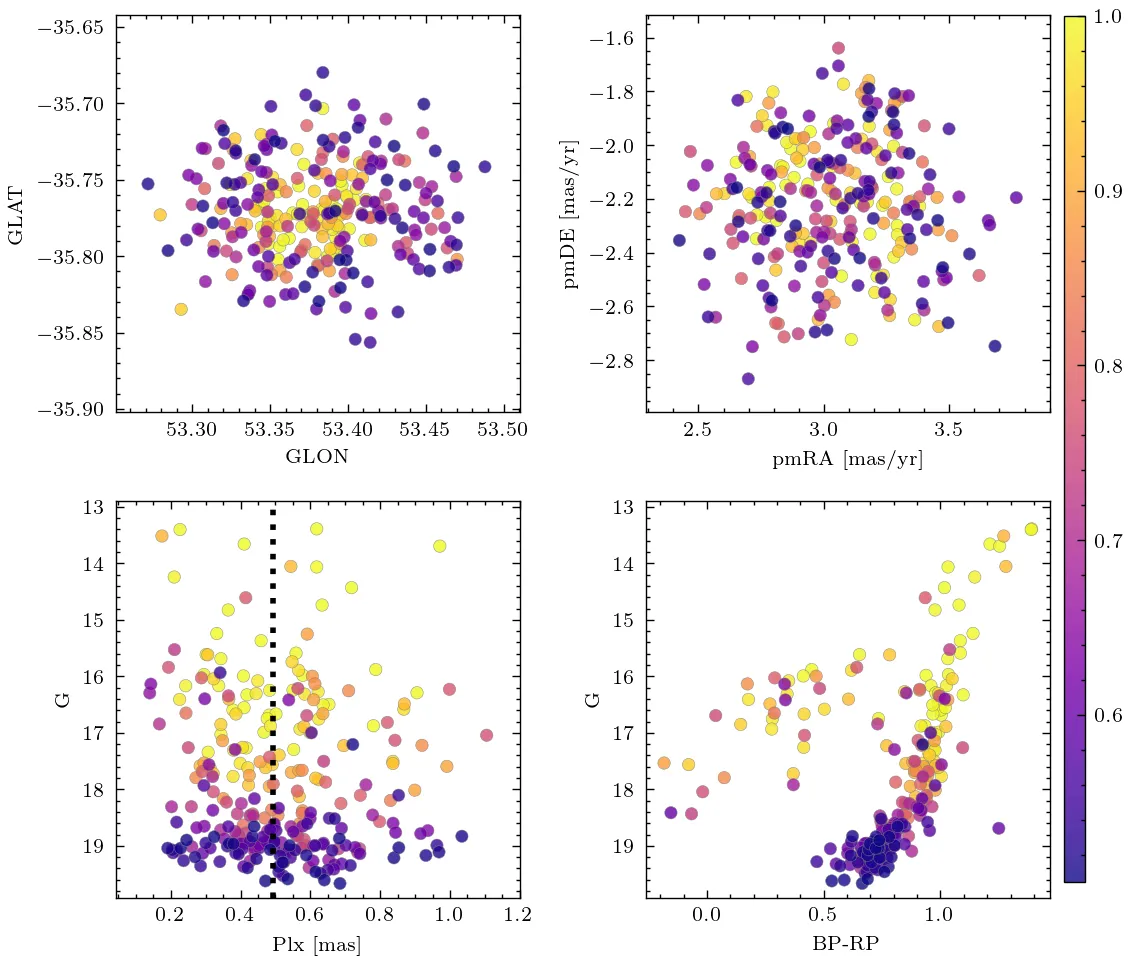 −35.65
−35.70
−35.75
−35.80
−35.85
−35.90
GLAT
53.30 53.35 53.40 53.45 53.50
GLON
−1.6
−1.8
−2.0
−2.2
−2.4
−2.6
−2.8
pmDE [mas/yr]
2.5 3.0 3.5
pmRA [mas/yr]
1.0
0.9
0.8
0.7
0.6
13
14
15
16
17
18
19
G
0.2 0.4 0.6 0.8 1.0 1.2
Plx [mas]
13
14
15
16
17
18
19
G
0.0 0.5 1.0
BP-RP